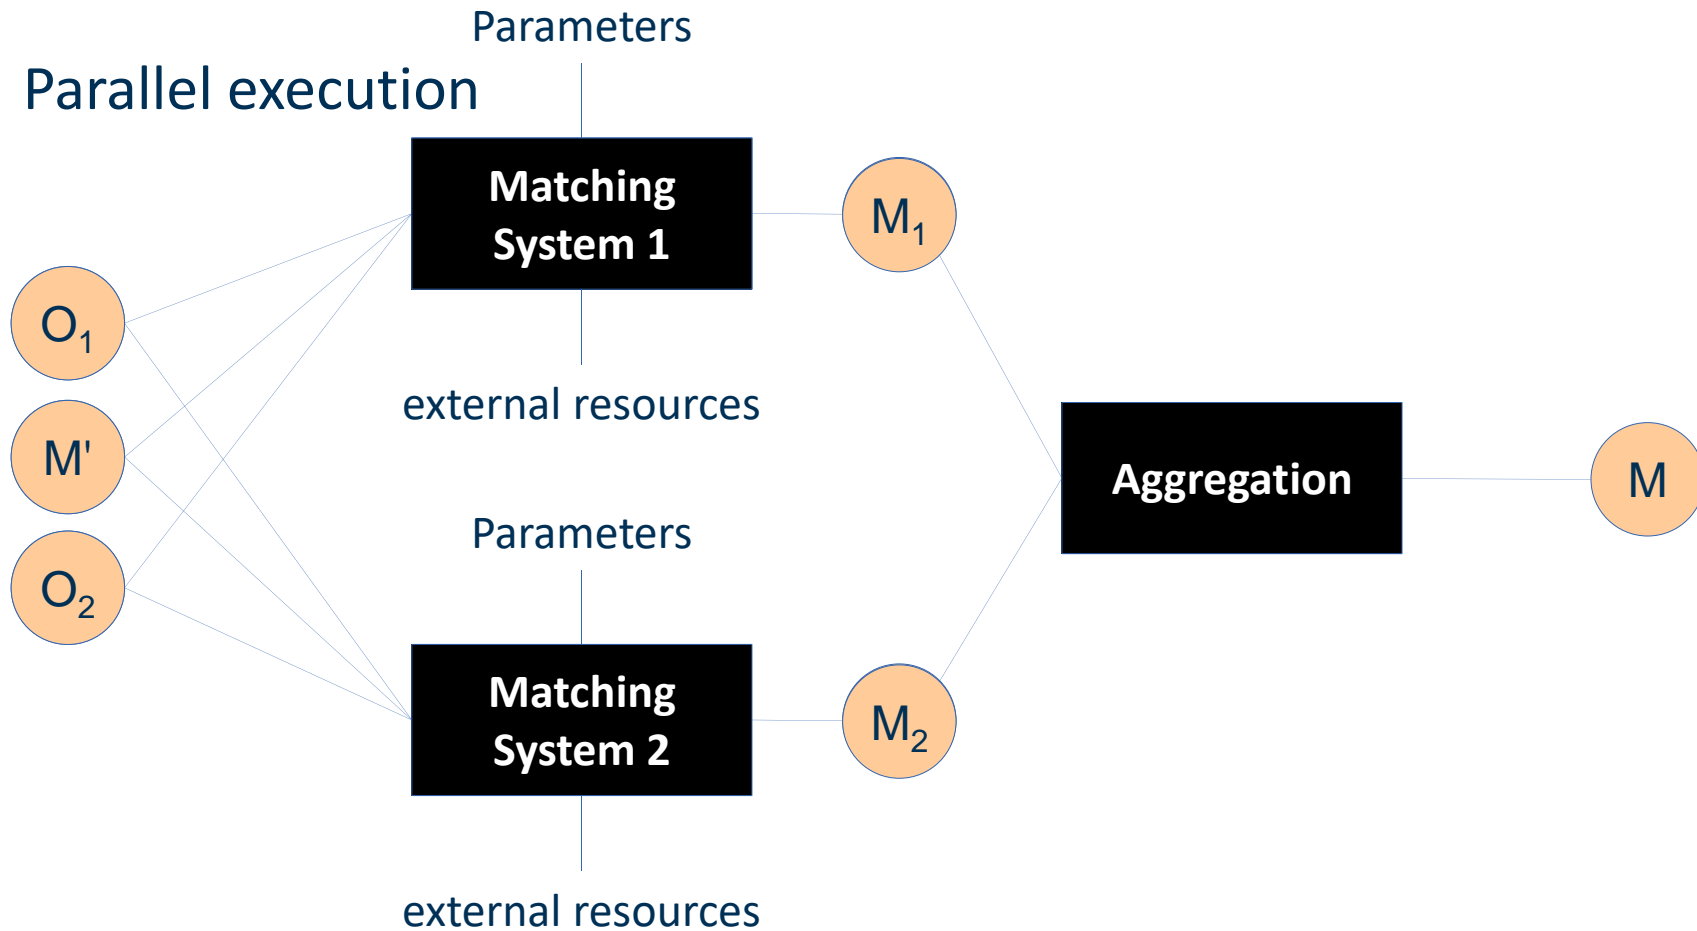 Parameters
Parallel execution
Matching
System 1
M₁
O₁
external resources
M'
Aggregation
M
Parameters
O₂
Matching
System 2
M₂
external resources